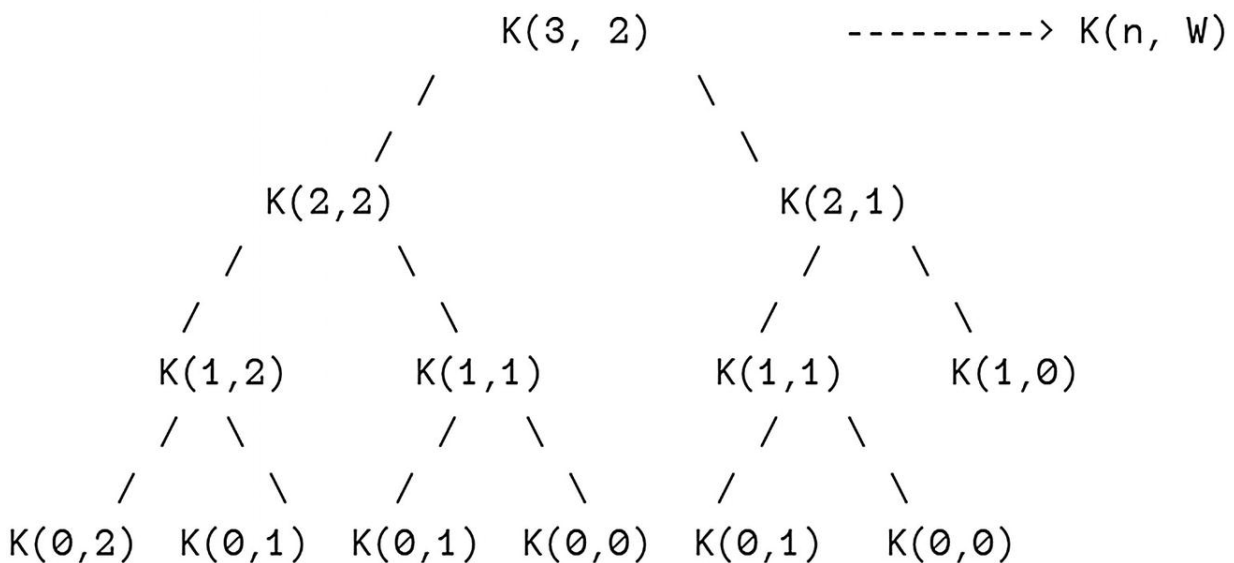 K(3, 2) ---------> K(n, W)
/ \
/ \
K(2,2) K(2,1)
/ \ / \
/ \ / \
K(1,2) K(1,1) K(1,1) K(1,0)
/ \ / \ / \
/ \ / \ / \
K(0,2) K(0,1) K(0,1) K(0,0) K(0,1) K(0,0)